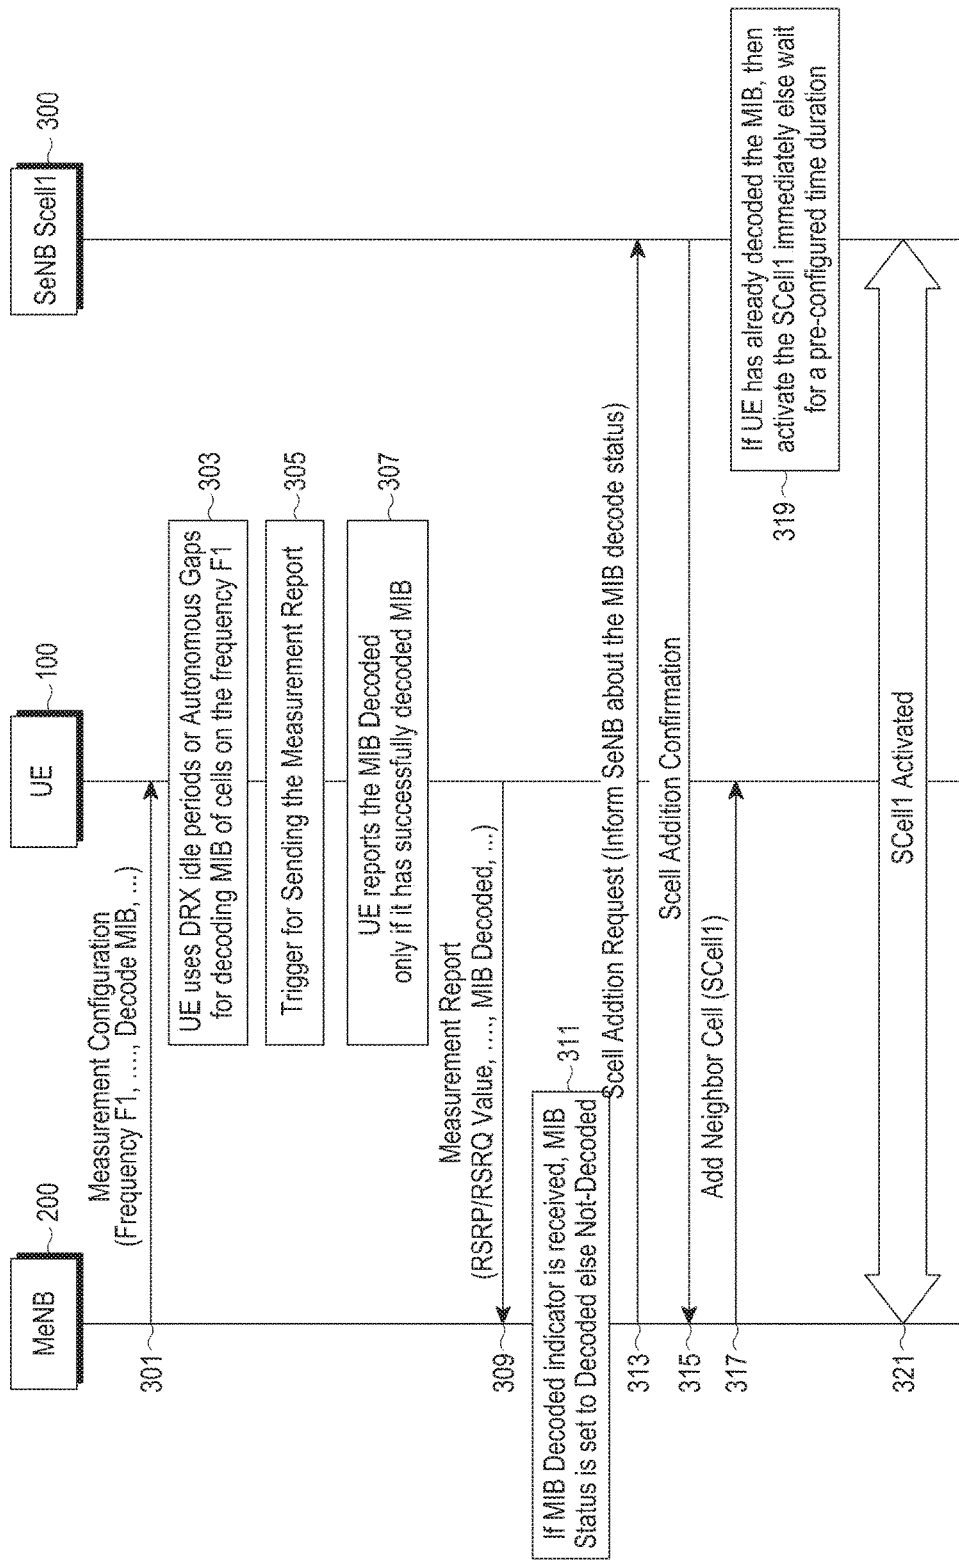 MeNB
200
UE
100
SeNB Scell1
300
Measurement Configuration
(Frequency F1, ...., Decode MIB, ...)
301
UE uses DRX idle periods or Autonomous Gaps
for decoding MIB of cells on the frequency F1
303
Trigger for Sending the Measurement Report
305
UE reports the MIB Decoded
only if it has successfully decoded MIB
307
Measurement Report
(RSRP/RSRQ Value, ...., MIB Decoded, ...)
309
If MIB Decoded indicator is received, MIB
Status is set to Decoded else Not-Decoded
311
Scell Addtion Request (Inform SeNB about the MIB decode status)
313
Scell Addition Confirmation
315
Add Neighbor Cell (SCell1)
317
If UE has already decoded the MIB, then
activate the SCell1 immediately else wait
for a pre-configured time duration
319
SCell1 Activated
321